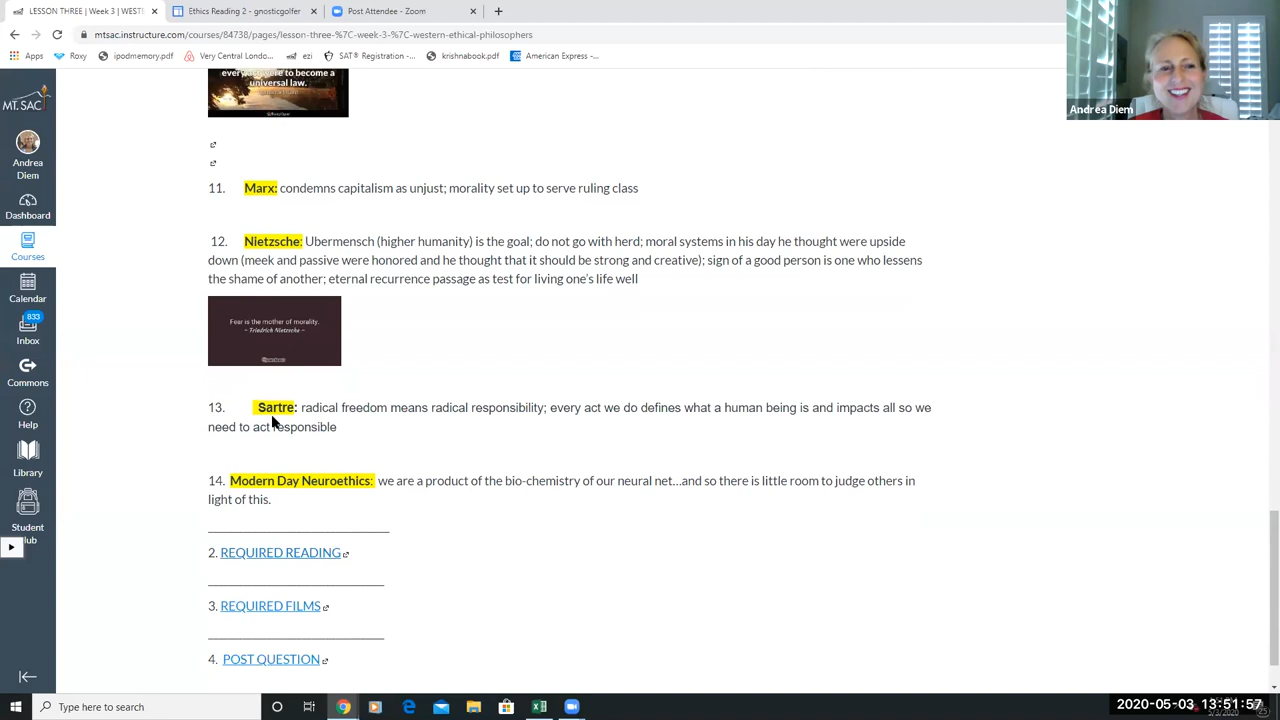 LESSON THREE | Week 3 | WEST
Ethics Reading 2 - gnosticgolfer
Post Attendee - Zoom
mtsac.instructure.com/courses/84738/pages/lesson-three-%7C-week-3-%7C-western-ethical-philosop
Apps
Roxy
ipodmemory.pdf
Very Central Londo...
ezi
SAT® Registration -...
krishnabook.pdf
American Express -...
Andrea Diem
MT. SAC
Andrea
Diem
Dashboard
Courses
Calendar
833
Inbox
Commons
Help
Library
Student
lub
were to become a
universal law.
11. Marx: condemns capitalism as unjust; morality set up to serve ruling class
12. Nietzsche: Ubermensch (higher humanity) is the goal; do not go with herd; moral systems in his day he thought were upside
down (meek and passive were honored and he thought that it should be strong and creative); sign of a good person is one who lessens
the shame of another; eternal recurrence passage as test for living one's life well
Fear is the mother of morality.
~ Friedrich Nietzsche ~
13. Sartre: radical freedom means radical responsibility; every act we do defines what a human being is and impacts all so we
need to act responsible
14. Modern Day Neuroethics: we are a product of the bio-chemistry of our neural net...and so there is little room to judge others in
light of this.
2. REQUIRED READING
3. REQUIRED FILMS
4. POST QUESTION
Type here to search
2020-05-03 13:51:57